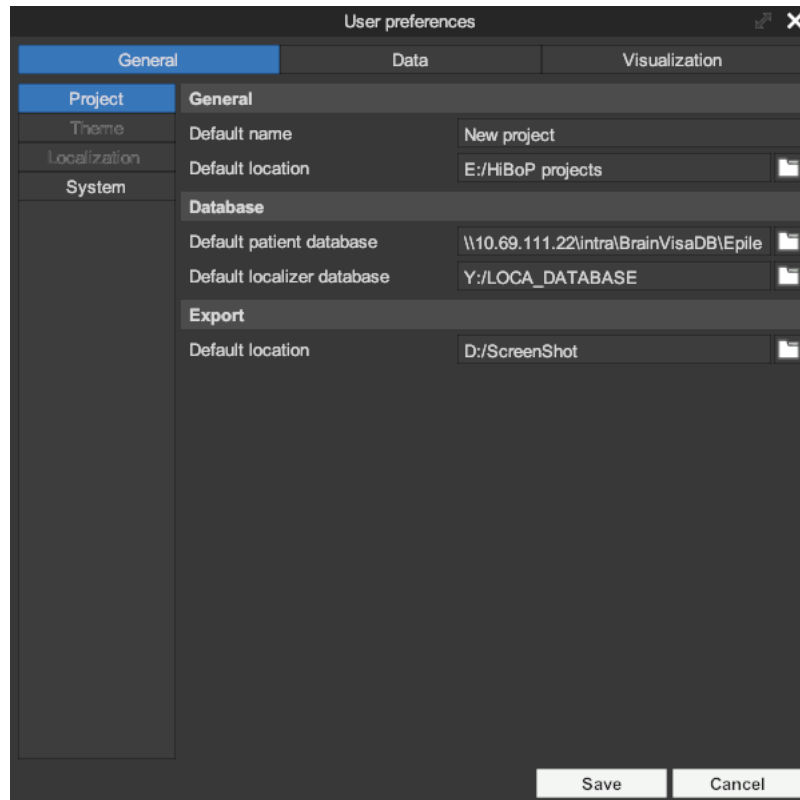 User preferences
General Data Visualization
Project
Theme
Localization
System
General
Default name New project
Default location E:/HiBoP projects
Database
Default patient database \\10.69.111.22\intra\BrainVisaDB\Epile
Default localizer database Y:/LOCA_DATABASE
Export
Default location D:/ScreenShot
Save Cancel